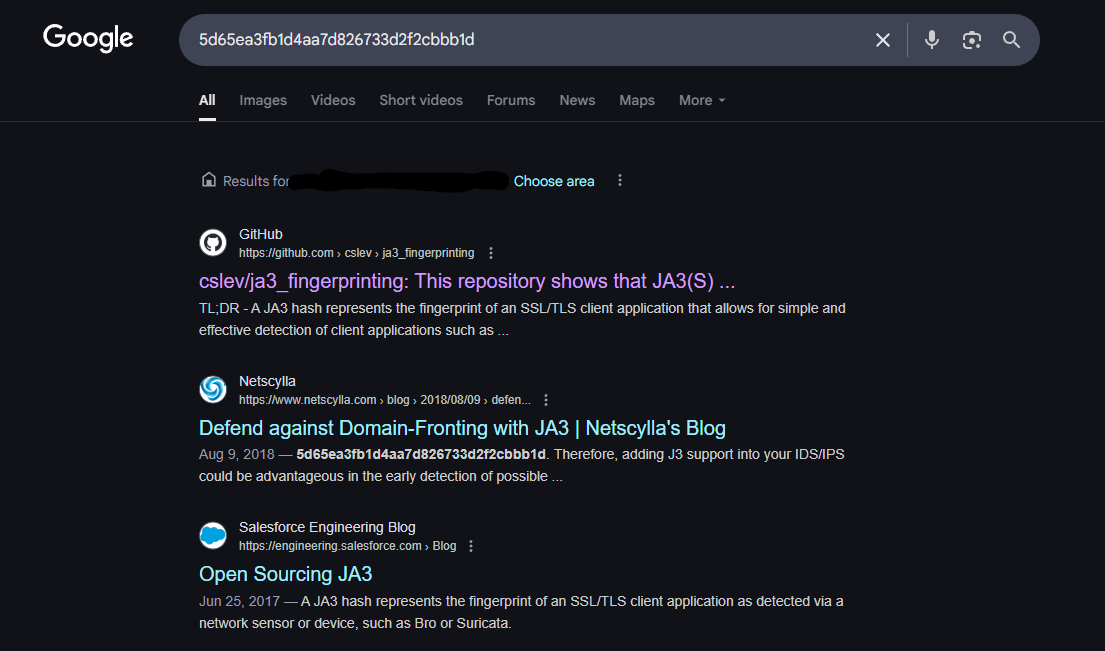 Google
5d65ea3fb1d4aa7d826733d2f2cbbb1d
All Images Videos Short videos Forums News Maps More
Results for Choose area
GitHub
https://github.com › cslev › ja3_fingerprinting
cslev/ja3_fingerprinting: This repository shows that JA3(S) ...
TL;DR - A JA3 hash represents the fingerprint of an SSL/TLS client application that allows for simple and
effective detection of client applications such as ...
Netscylla
https://www.netscylla.com › blog › 2018/08/09 › defen...
Defend against Domain-Fronting with JA3 | Netscylla's Blog
Aug 9, 2018 — 5d65ea3fb1d4aa7d826733d2f2cbbb1d. Therefore, adding J3 support into your IDS/IPS
could be advantageous in the early detection of possible ...
Salesforce Engineering Blog
https://engineering.salesforce.com › Blog
Open Sourcing JA3
Jun 25, 2017 — A JA3 hash represents the fingerprint of an SSL/TLS client application as detected via a
network sensor or device, such as Bro or Suricata.